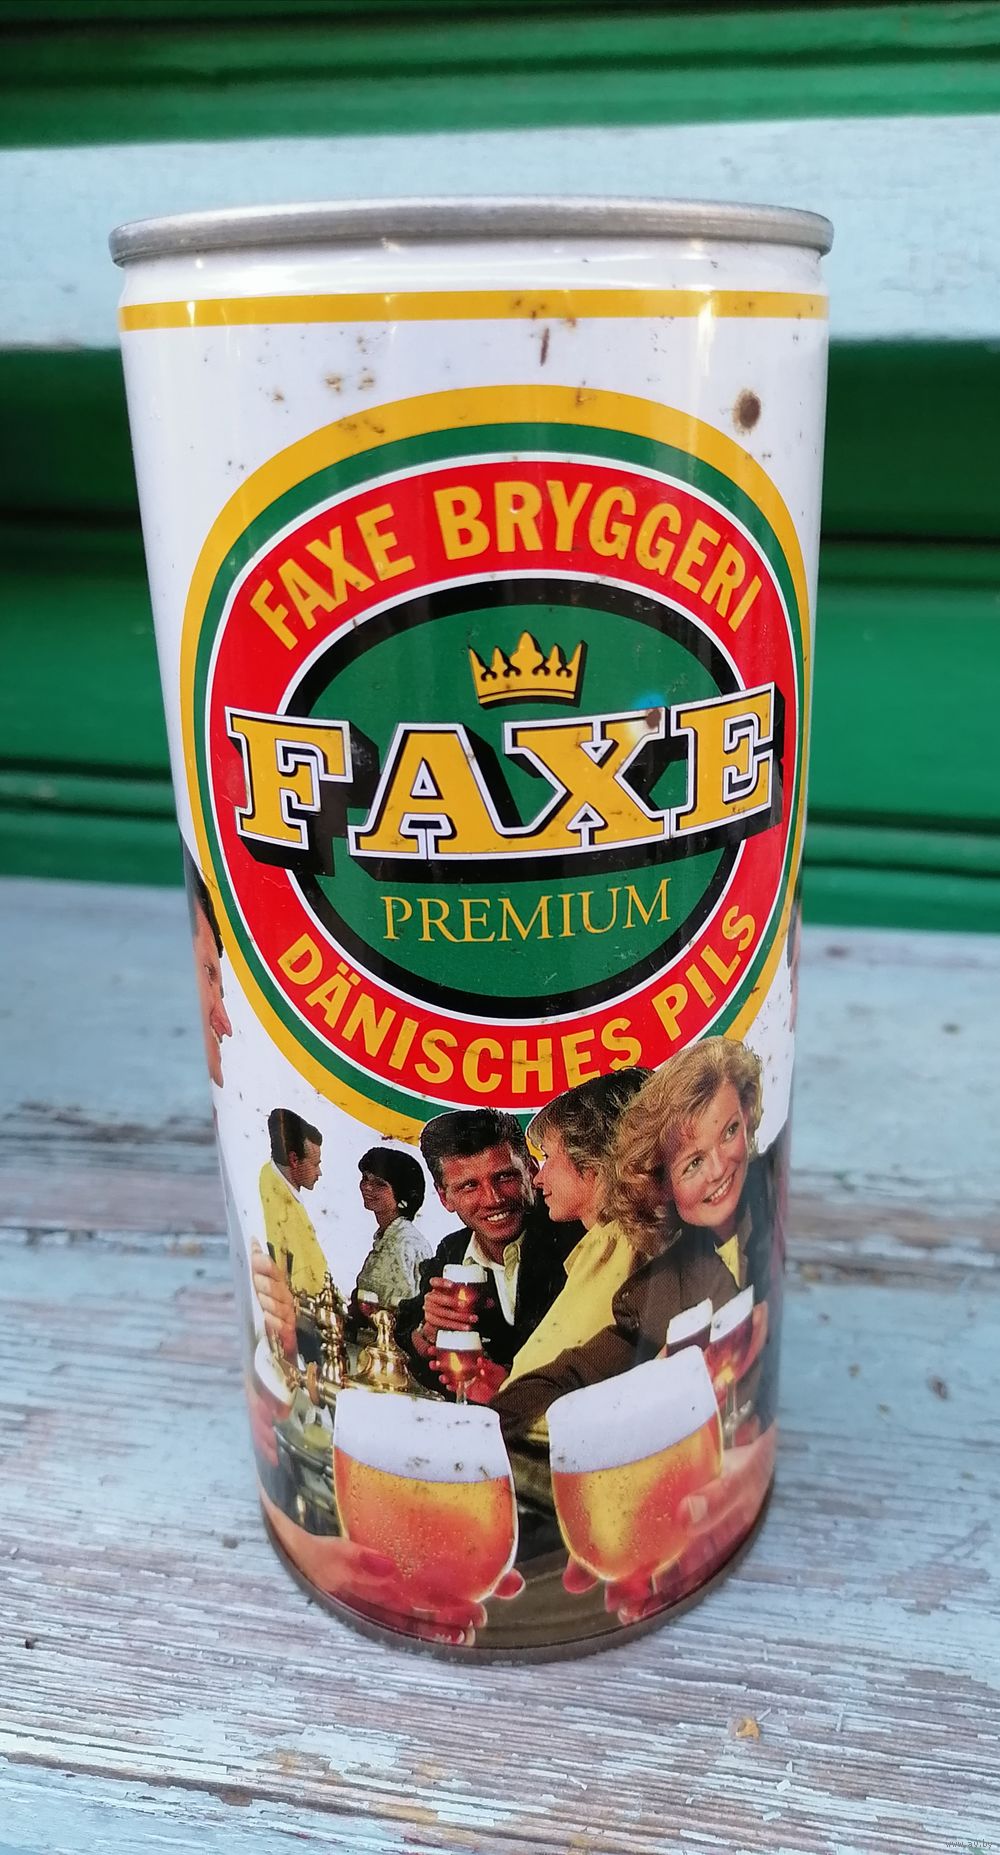 FAXE BRYGGERI
FAXE
PREMIUM
DÄNISCHES PILS